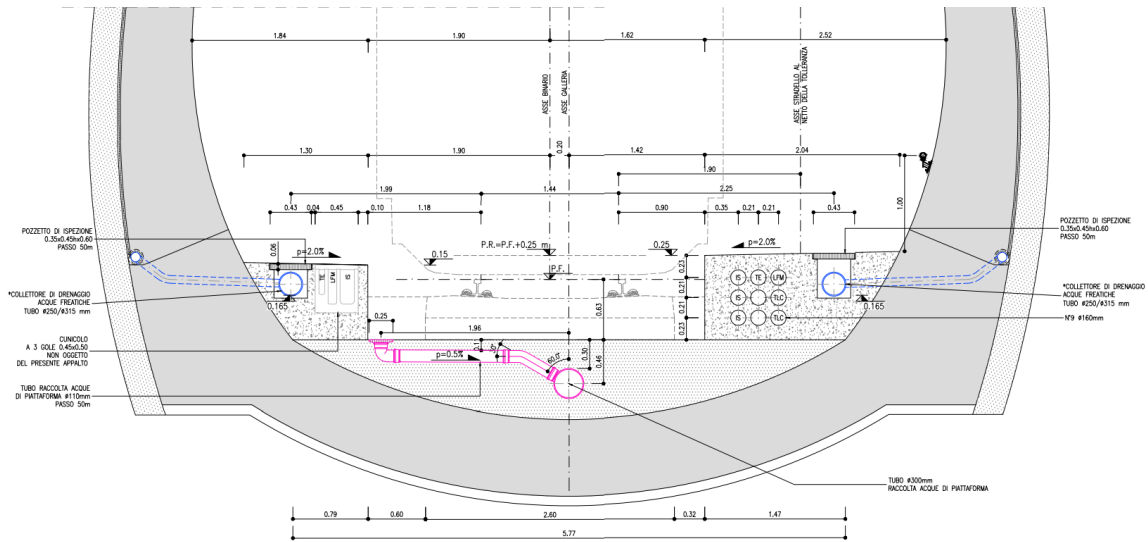 1.84
1.90
1.62
2.52
ASSE BINARIO
ASSE GALLERIA
ASSE STRADELLO AL
NETTO DELLA TOLLERANZA
0.20
1.30
1.90
1.42
2.04
1.90
1.99
1.44
2.25
1.00
0.43
0.04
0.45
0.10
1.18
0.90
0.35
0.21
0.21
0.43
POZZETTO DI ISPEZIONE
0.35x0.45hx0.60
PASSO 50m
POZZETTO DI ISPEZIONE
0.35x0.45hx0.60
PASSO 50m
0.06
p=2.0%
0.15
P.R.=P.F.+0.25 m
0.25
p=2.0%
P.F.
TE
LFM
IS
0.23
0.21
0.21
0.23
IS
TE
LFM
IS
TLC
IS
TLC
*COLLETTORE DI DRENAGGIO
ACQUE FREATICHE
TUBO Ø250/Ø315 mm
*COLLETTORE DI DRENAGGIO
ACQUE FREATICHE
TUBO Ø250/Ø315 mm
0.165
0.165
N°9 Ø160mm
0.25
1.96
0.63
CUNICOLO
A 3 GOLE 0.45x0.50
NON OGGETTO
DEL PRESENTE APPALTO
0.11
p=0.5%
60.0°
0.30
0.46
TUBO RACCOLTA ACQUE
DI PIATTAFORMA Ø110mm
PASSO 50m
TUBO Ø300mm
RACCOLTA ACQUE DI PIATTAFORMA
0.79
0.60
2.60
0.32
1.47
5.77